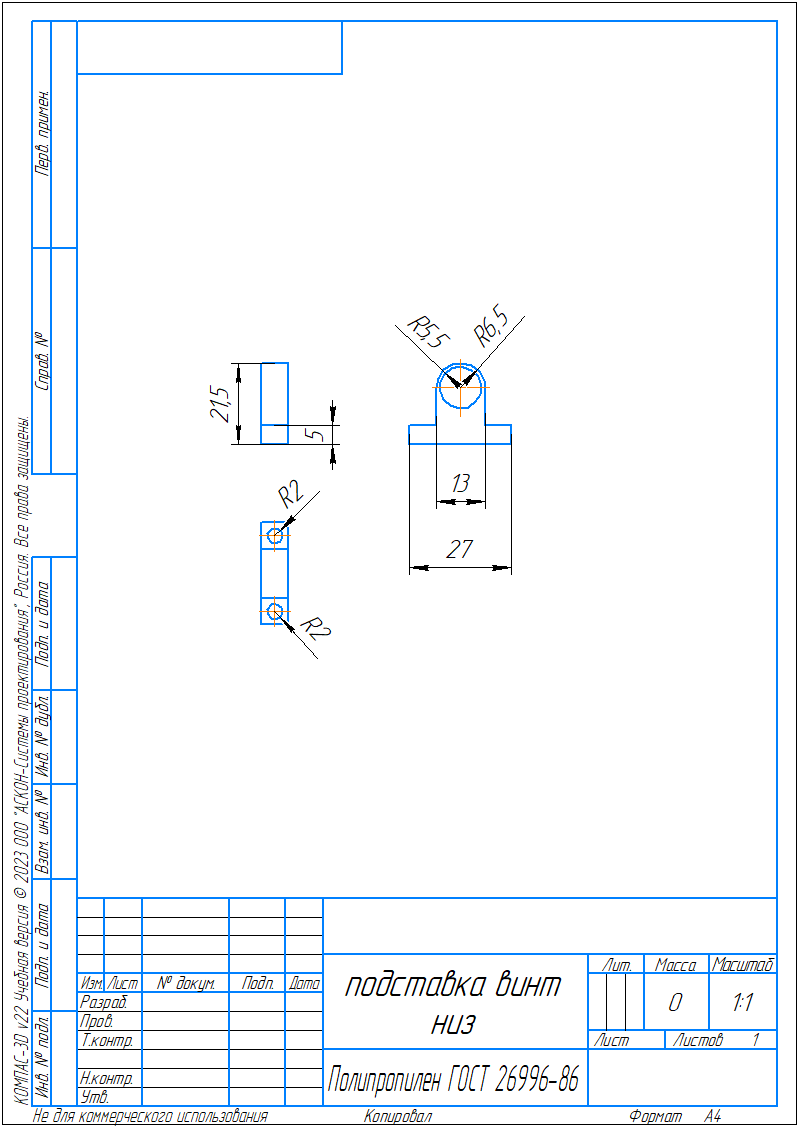 Перв. примен.
Справ. №
Подп. и дата
Инв. № дубл.
Взам. инв. №
Подп. и дата
Инв. № подл.
КОМПАС-3D v22 Учебная версия © 2023 ООО "АСКОН-Системы проектирования", Россия. Все права защищены.
R5,5
R6,5
21,5
5
13
27
R2
R2
Изм. Лист № докум. Подп. Дата
Разраб.
Пров.
Т.контр.
Н.контр.
Утв.
подставка винт
низ
Полипропилен ГОСТ 26996-86
Лит. Масса Масштаб
0 1:1
Лист Листов 1
Не для коммерческого использования Копировал Формат А4